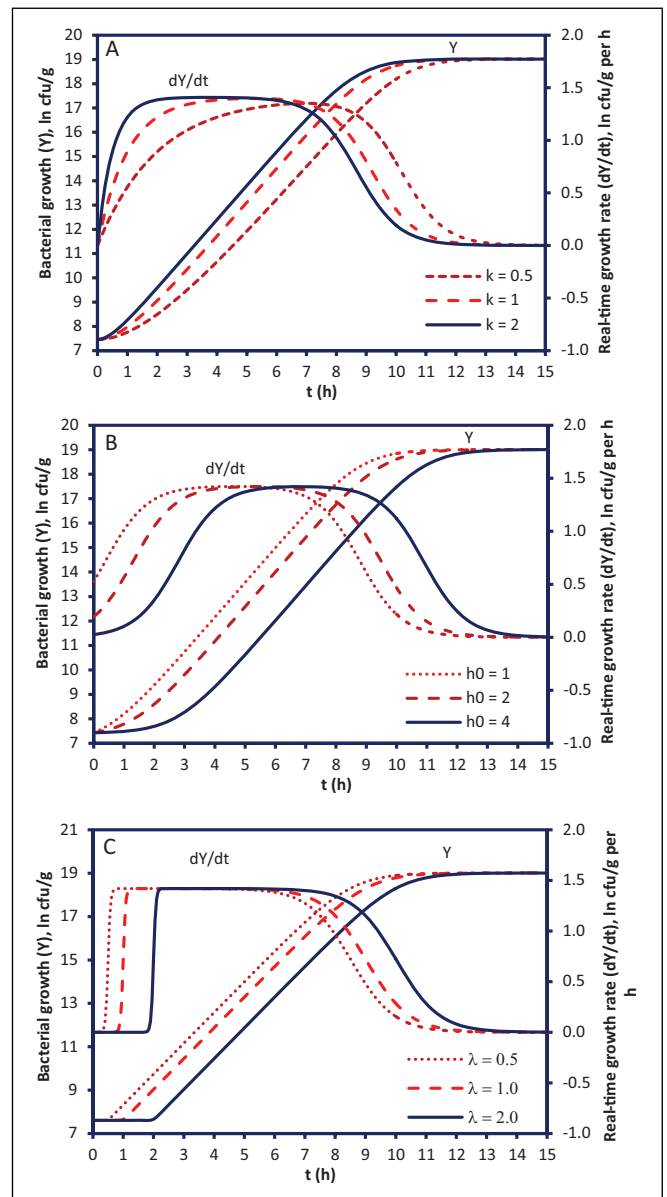 A
Y
dY/dt
Bacterial growth (Y), ln cfu/g
20
19
18
17
16
15
14
13
12
11
10
9
8
7
0 1 2 3 4 5 6 7 8 9 10 11 12 13 14 15
t (h)
2.0
1.5
1.0
0.5
0.0
-0.5
-1.0
Real-time growth rate (dY/dt), ln cfu/g per h
k = 0.5
k = 1
k = 2
B
Y
dY/dt
Bacterial growth (Y), ln cfu/g
20
19
18
17
16
15
14
13
12
11
10
9
8
7
0 1 2 3 4 5 6 7 8 9 10 11 12 13 14 15
t (h)
2.0
1.5
1.0
0.5
0.0
-0.5
-1.0
Real-time growth rate (dY/dt), ln cfu/g per h
h0 = 1
h0 = 2
h0 = 4
C
dY/dt
Y
Bacterial growth (Y), ln cfu/g
21
19
17
15
13
11
9
7
0 1 2 3 4 5 6 7 8 9 10 11 12 13 14 15
t (h)
2.0
1.5
1.0
0.5
0.0
-0.5
-1.0
Real-time growth rate (dY/dt), ln cfu/g per
h
λ = 0.5
λ = 1.0
λ = 2.0